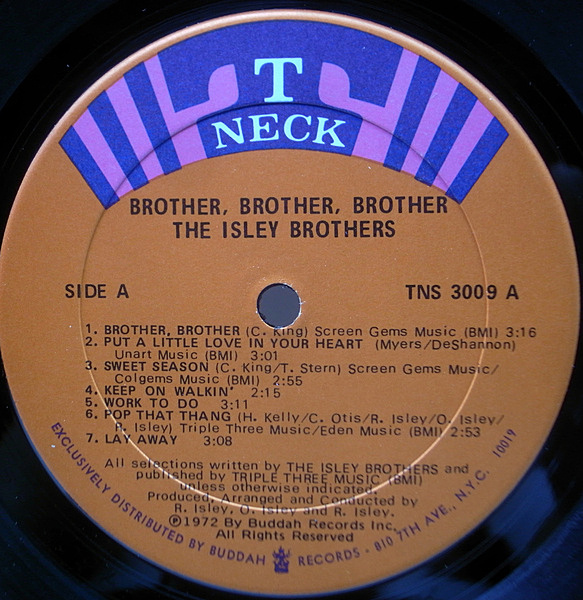 T
NECK
BROTHER, BROTHER, BROTHER
THE ISLEY BROTHERS
SIDE A
TNS 3009 A
1. BROTHER, BROTHER (C. King) Screen Gems Music (BMI) 3:16
2. PUT A LITTLE LOVE IN YOUR HEART (Myers/DeShannon)
Unart Music (BMI) 3:01
3. SWEET SEASON (C. King/T. Stern) Screen Gems Music/
Colgems Music (BMI) 2:55
4. KEEP ON WALKIN' 2:15
5. WORK TO DO 3:11
6. POP THAT THANG (H. Kelly/C. Otis/R. Isley/O. Isley/
R. Isley) Triple Three Music/Eden Music (BMI) 2:53
7. LAY AWAY 3:08
All selections written by THE ISLEY BROTHERS and
published by TRIPLE THREE MUSIC (BMI)
unless otherwise indicated.
Produced, Arranged and Conducted by
R. Isley, O. Isley and R. Isley.
℗1972 By Buddah Records Inc.
All Rights Reserved
EXCLUSIVELY DISTRIBUTED BY BUDDAH RECORDS - 810 7TH AVE., N.Y.C. 10019